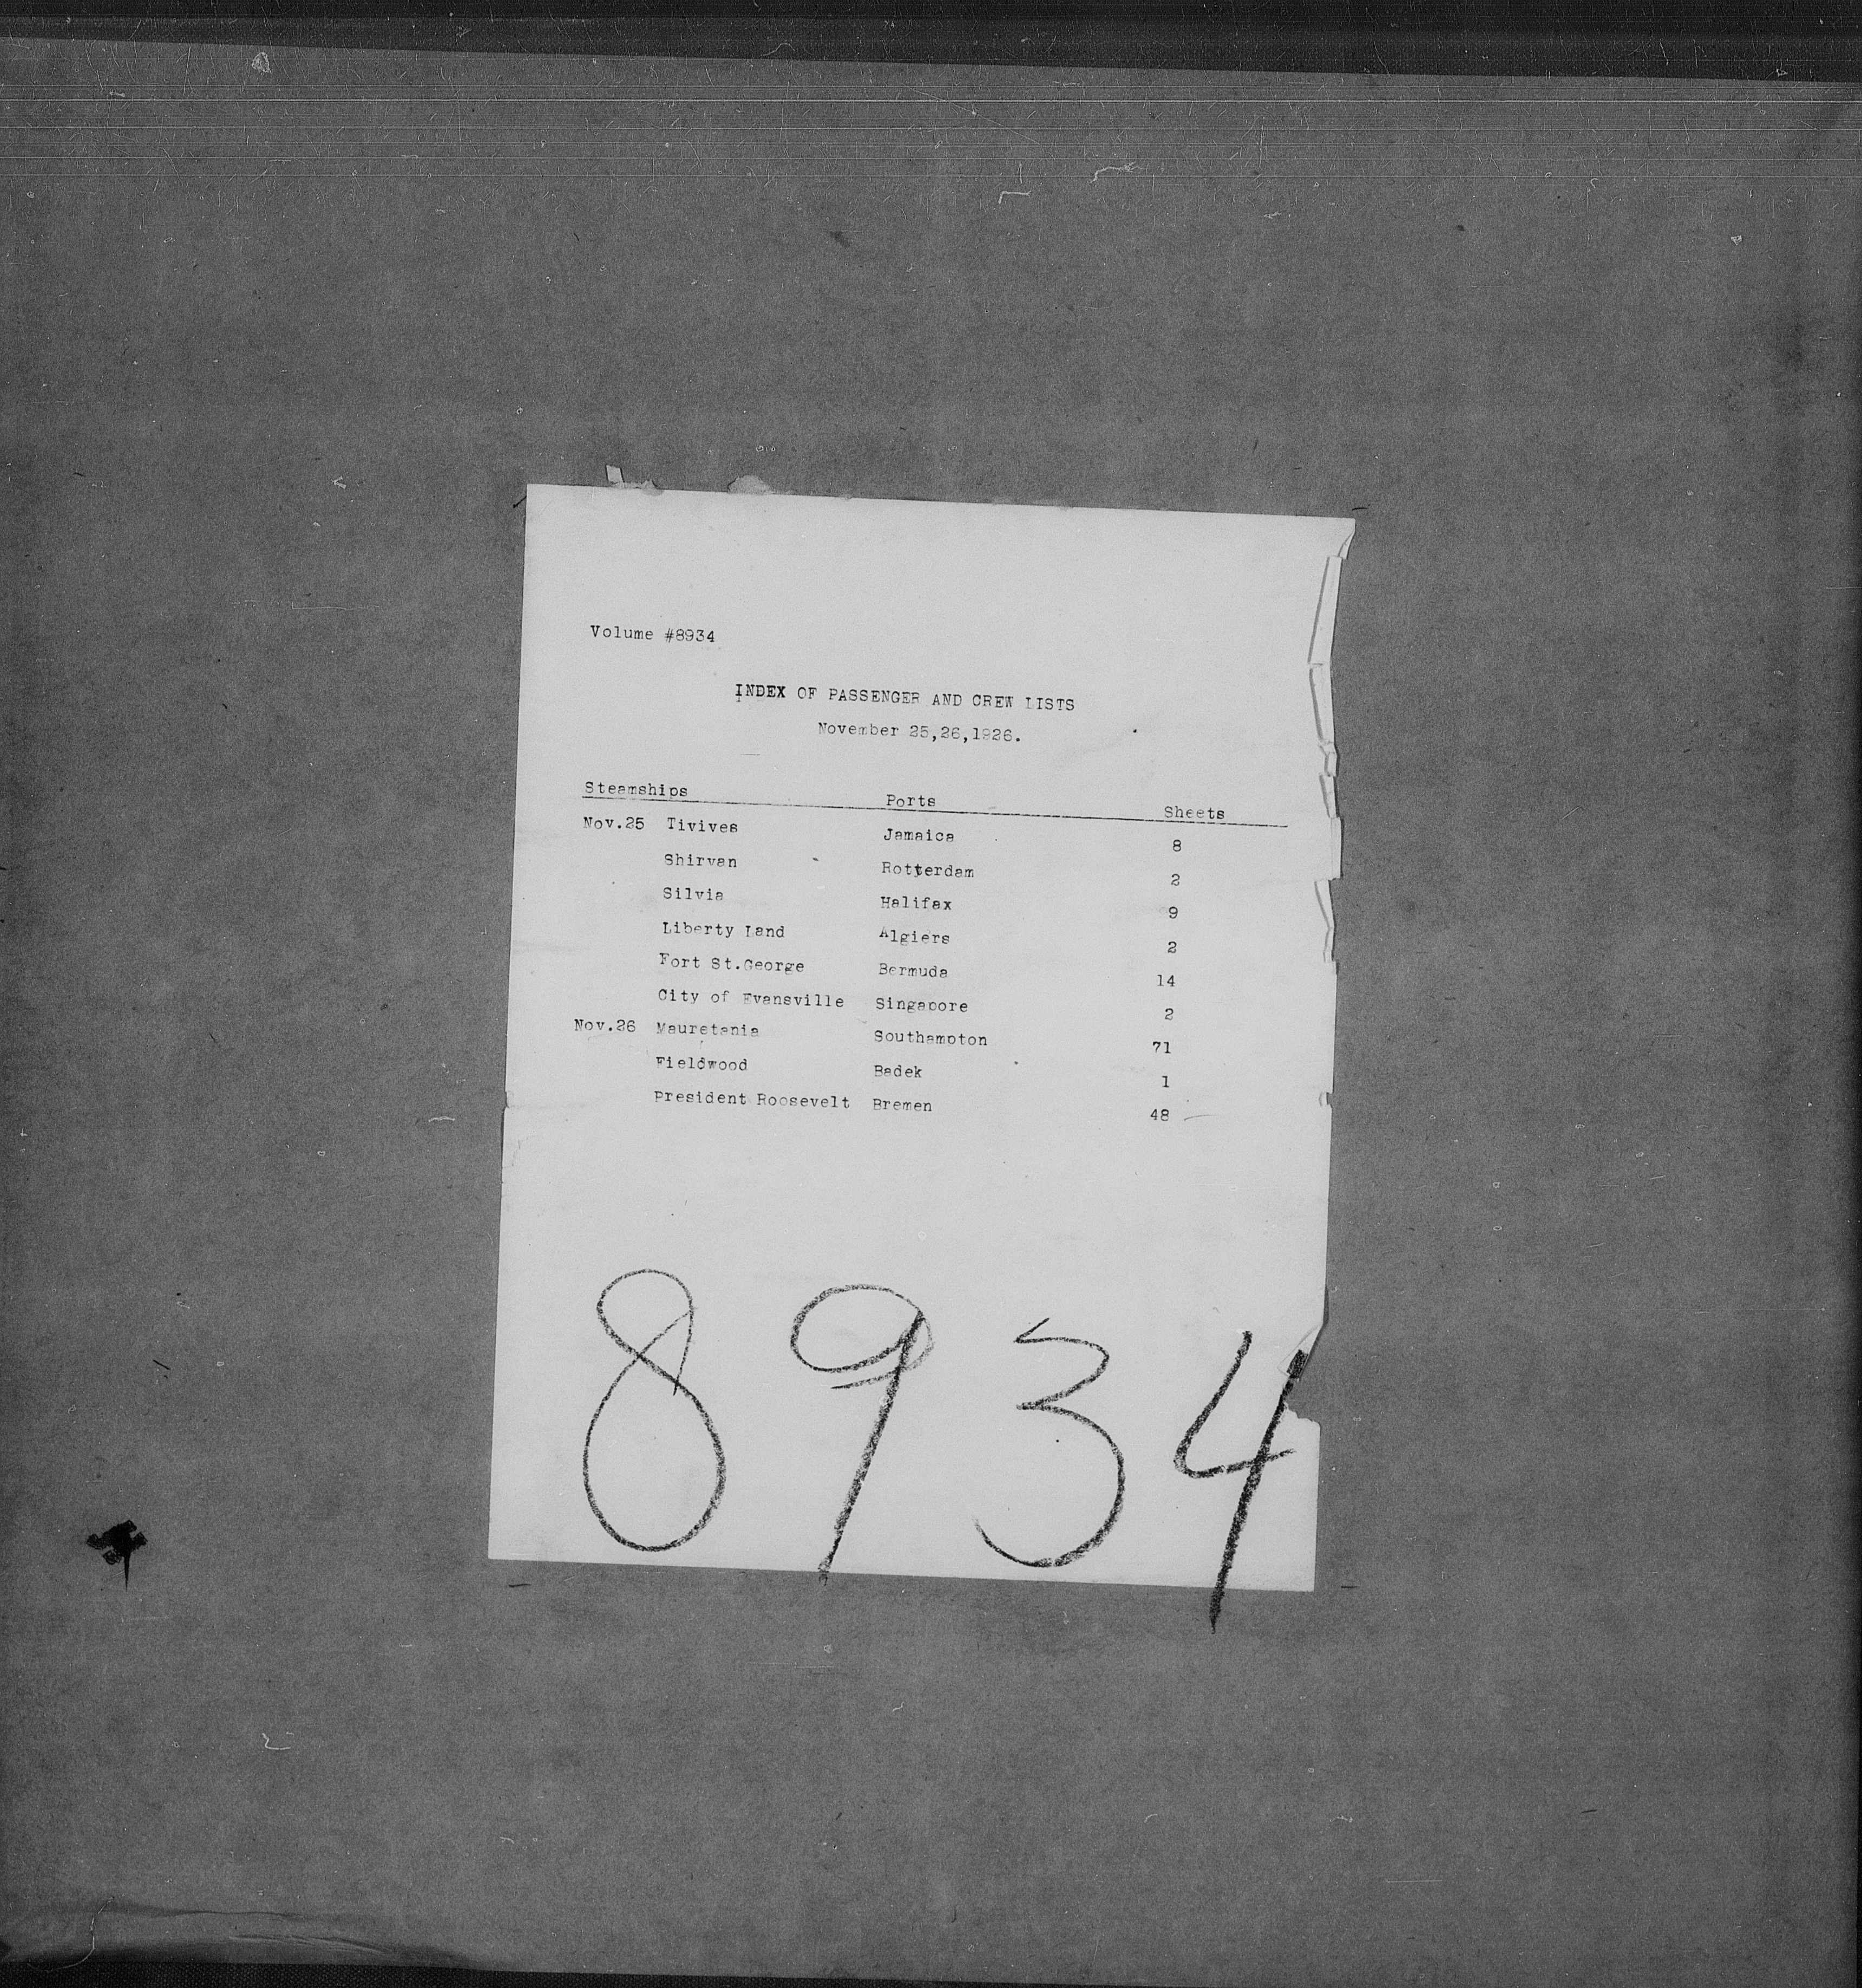 Volume #8934
INDEX OF PASSENGER AND CREW LISTS
November 25,26,1926.
Steamships Ports Sheets
Nov.25 Tivives Jamaica 8
Shirvan Rotterdam 2
Silvia Halifax 9
Liberty Land Algiers 2
Fort St.George Bermuda 14
City of Evansville Singapore 2
Nov.26 Mauretania Southampton 71
Fieldwood Badek 1
President Roosevelt Bremen 48
8934